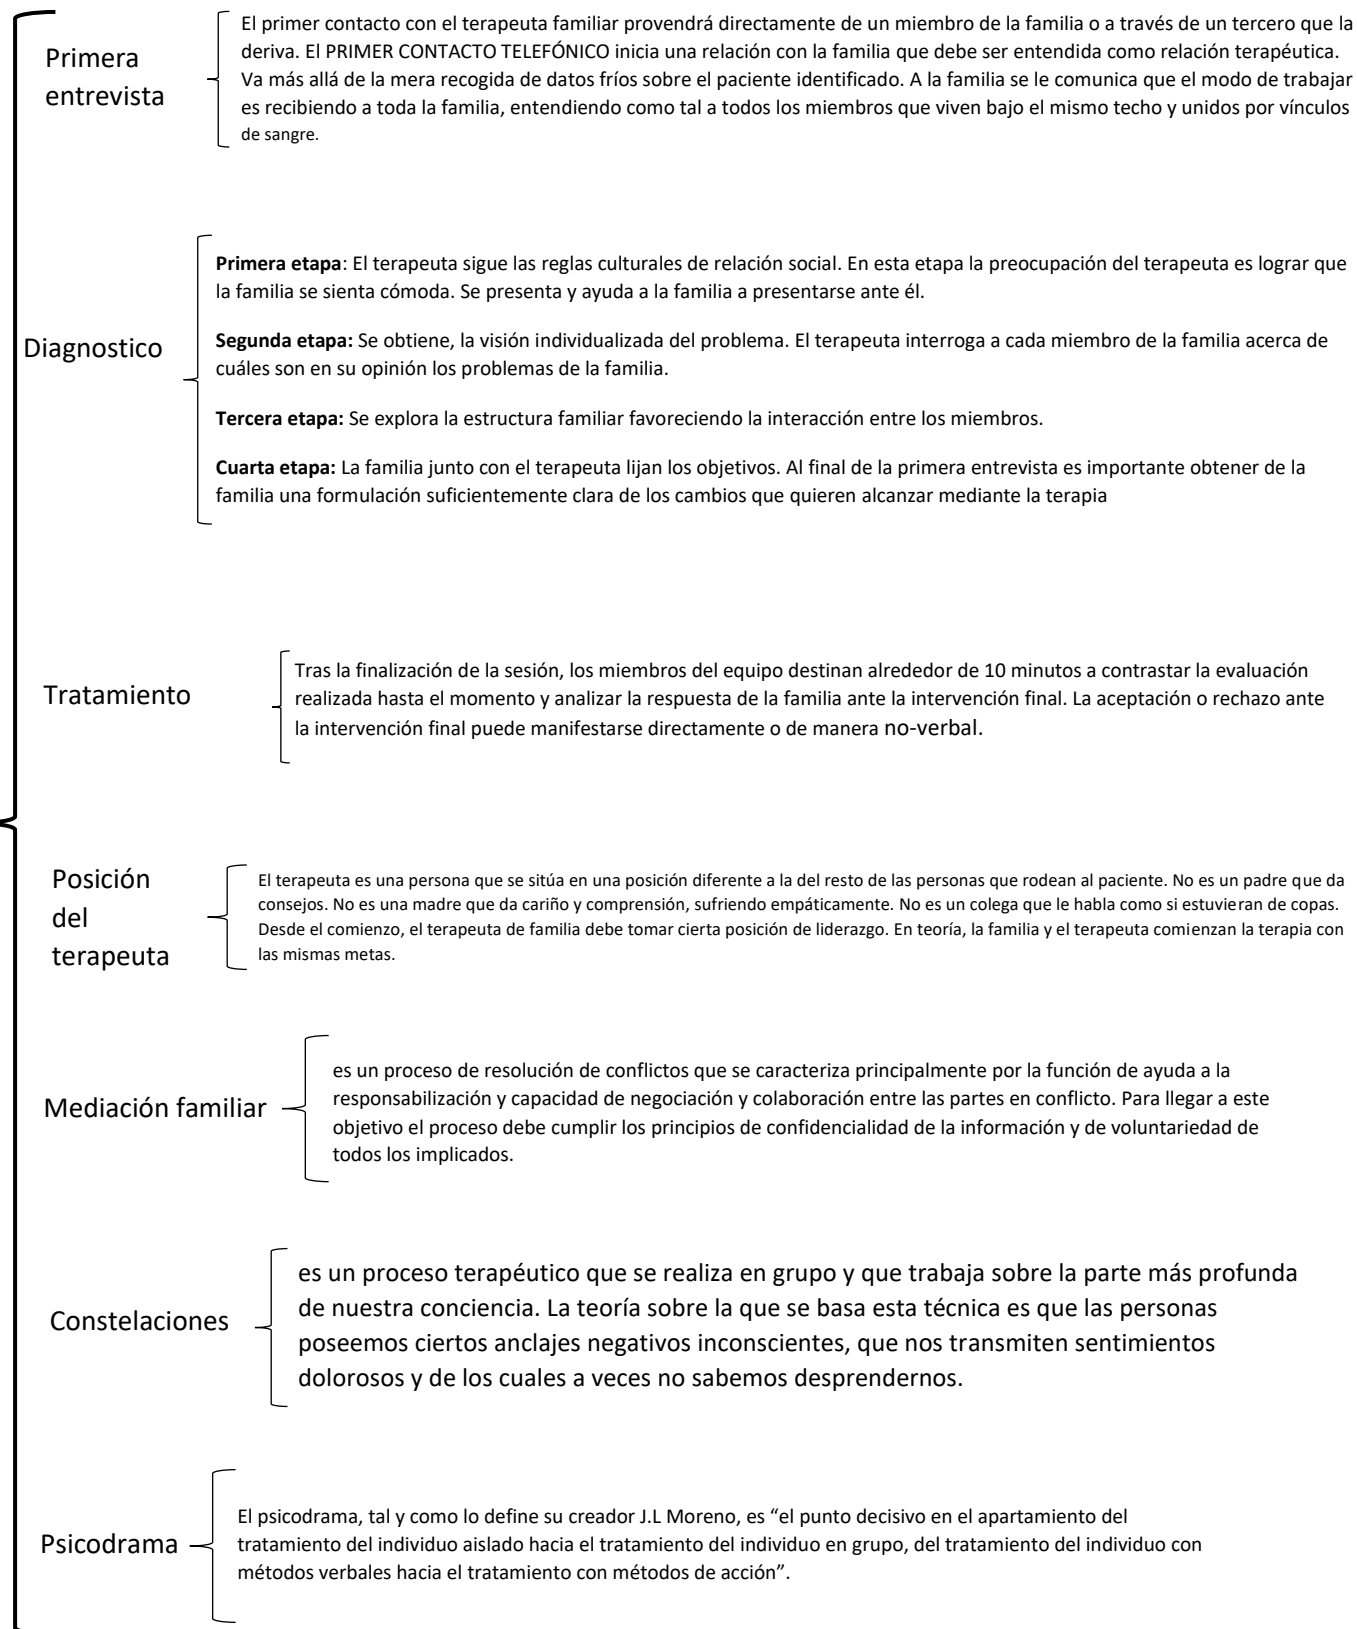 Primera
entrevista
El primer contacto con el terapeuta familiar provendrá directamente de un miembro de la familia o a través de un tercero que la
deriva. El PRIMER CONTACTO TELEFÓNICO inicia una relación con la familia que debe ser entendida como relación terapéutica.
Va más allá de la mera recogida de datos fríos sobre el paciente identificado. A la familia se le comunica que el modo de trabajar
es recibiendo a toda la familia, entendiendo como tal a todos los miembros que viven bajo el mismo techo y unidos por vínculos
de sangre.
Diagnostico
Primera etapa: El terapeuta sigue las reglas culturales de relación social. En esta etapa la preocupación del terapeuta es lograr que
la familia se sienta cómoda. Se presenta y ayuda a la familia a presentarse ante él.
Segunda etapa: Se obtiene, la visión individualizada del problema. El terapeuta interroga a cada miembro de la familia acerca de
cuáles son en su opinión los problemas de la familia.
Tercera etapa: Se explora la estructura familiar favoreciendo la interacción entre los miembros.
Cuarta etapa: La familia junto con el terapeuta lijan los objetivos. Al final de la primera entrevista es importante obtener de la
familia una formulación suficientemente clara de los cambios que quieren alcanzar mediante la terapia
Tratamiento
Tras la finalización de la sesión, los miembros del equipo destinan alrededor de 10 minutos a contrastar la evaluación
realizada hasta el momento y analizar la respuesta de la familia ante la intervención final. La aceptación o rechazo ante
la intervención final puede manifestarse directamente o de manera no-verbal.
Posición
del
terapeuta
El terapeuta es una persona que se sitúa en una posición diferente a la del resto de las personas que rodean al paciente. No es un padre que da
consejos. No es una madre que da cariño y comprensión, sufriendo empáticamente. No es un colega que le habla como si estuvieran de copas.
Desde el comienzo, el terapeuta de familia debe tomar cierta posición de liderazgo. En teoría, la familia y el terapeuta comienzan la terapia con
las mismas metas.
Mediación familiar
es un proceso de resolución de conflictos que se caracteriza principalmente por la función de ayuda a la
responsabilización y capacidad de negociación y colaboración entre las partes en conflicto. Para llegar a este
objetivo el proceso debe cumplir los principios de confidencialidad de la información y de voluntariedad de
todos los implicados.
Constelaciones
es un proceso terapéutico que se realiza en grupo y que trabaja sobre la parte más profunda
de nuestra conciencia. La teoría sobre la que se basa esta técnica es que las personas
poseemos ciertos anclajes negativos inconscientes, que nos transmiten sentimientos
dolorosos y de los cuales a veces no sabemos desprendernos.
Psicodrama
El psicodrama, tal y como lo define su creador J.L Moreno, es “el punto decisivo en el apartamiento del
tratamiento del individuo aislado hacia el tratamiento del individuo en grupo, del tratamiento del individuo con
métodos verbales hacia el tratamiento con métodos de acción”.